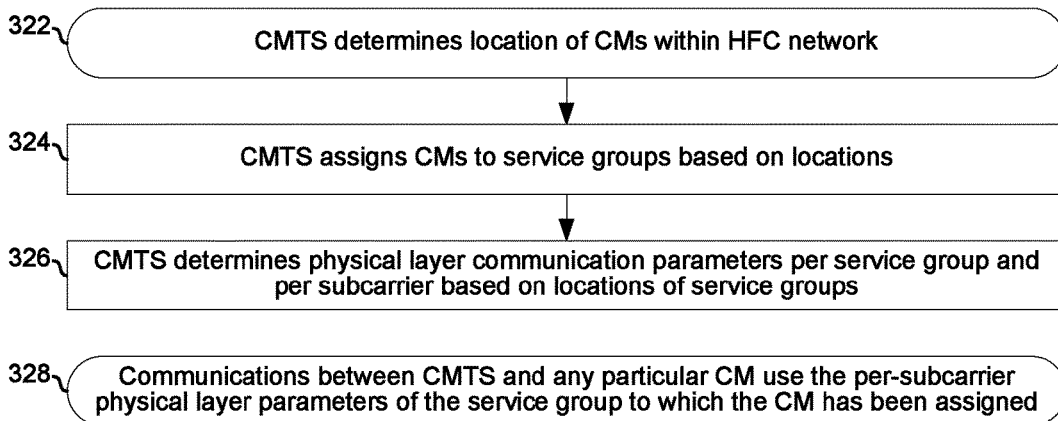 322
CMTS determines location of CMs within HFC network
324
CMTS assigns CMs to service groups based on locations
326
CMTS determines physical layer communication parameters per service group and
per subcarrier based on locations of service groups
328
Communications between CMTS and any particular CM use the per-subcarrier
physical layer parameters of the service group to which the CM has been assigned